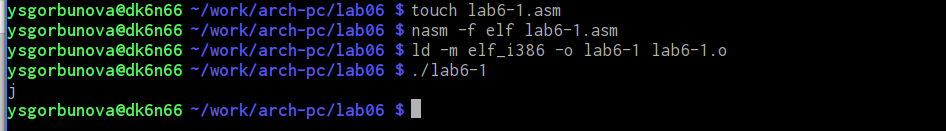 ysgorbunova@dk6n66 ~/work/arch-pc/lab06 $ touch lab6-1.asm
ysgorbunova@dk6n66 ~/work/arch-pc/lab06 $ nasm -f elf lab6-1.asm
ysgorbunova@dk6n66 ~/work/arch-pc/lab06 $ ld -m elf_i386 -o lab6-1 lab6-1.o
ysgorbunova@dk6n66 ~/work/arch-pc/lab06 $ ./lab6-1
j
ysgorbunova@dk6n66 ~/work/arch-pc/lab06 $